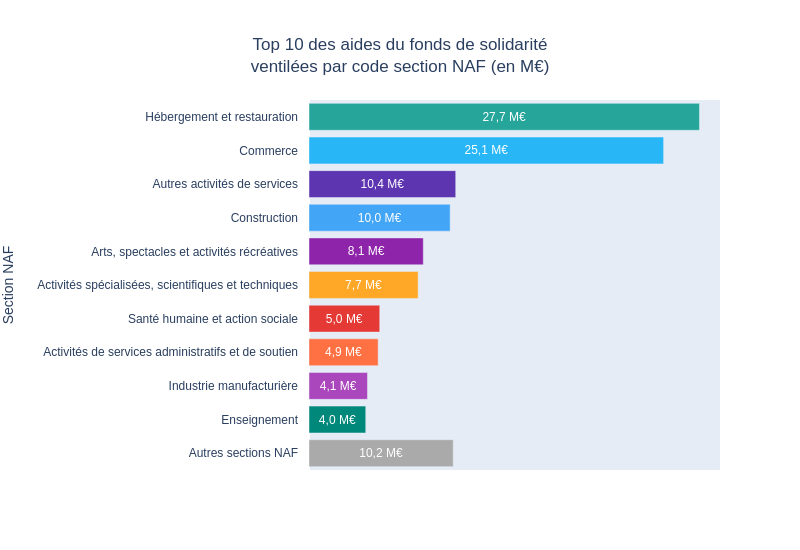 Top 10 des aides du fonds de solidarité
ventilées par code section NAF (en M€)
Section NAF
Hébergement et restauration 27,7 M€
Commerce 25,1 M€
Autres activités de services 10,4 M€
Construction 10,0 M€
Arts, spectacles et activités récréatives 8,1 M€
Activités spécialisées, scientifiques et techniques 7,7 M€
Santé humaine et action sociale 5,0 M€
Activités de services administratifs et de soutien 4,9 M€
Industrie manufacturière 4,1 M€
Enseignement 4,0 M€
Autres sections NAF 10,2 M€